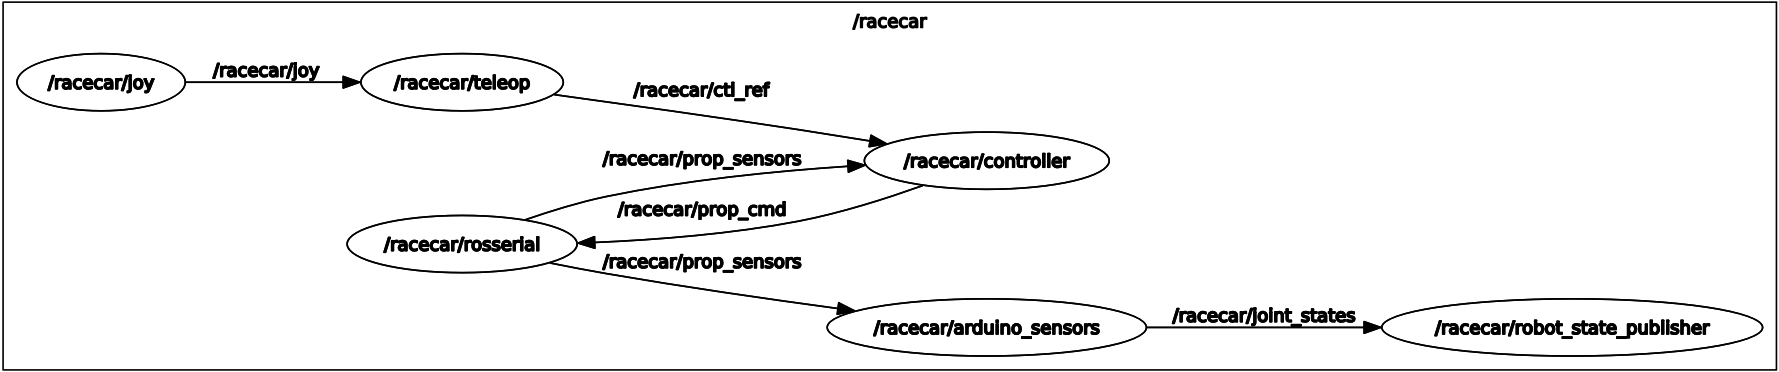 /racecar
/racecar/joy
/racecar/joy
/racecar/teleop
/racecar/ctl_ref
/racecar/prop_sensors
/racecar/controller
/racecar/prop_cmd
/racecar/rosserial
/racecar/prop_sensors
/racecar/arduino_sensors
/racecar/joint_states
/racecar/robot_state_publisher